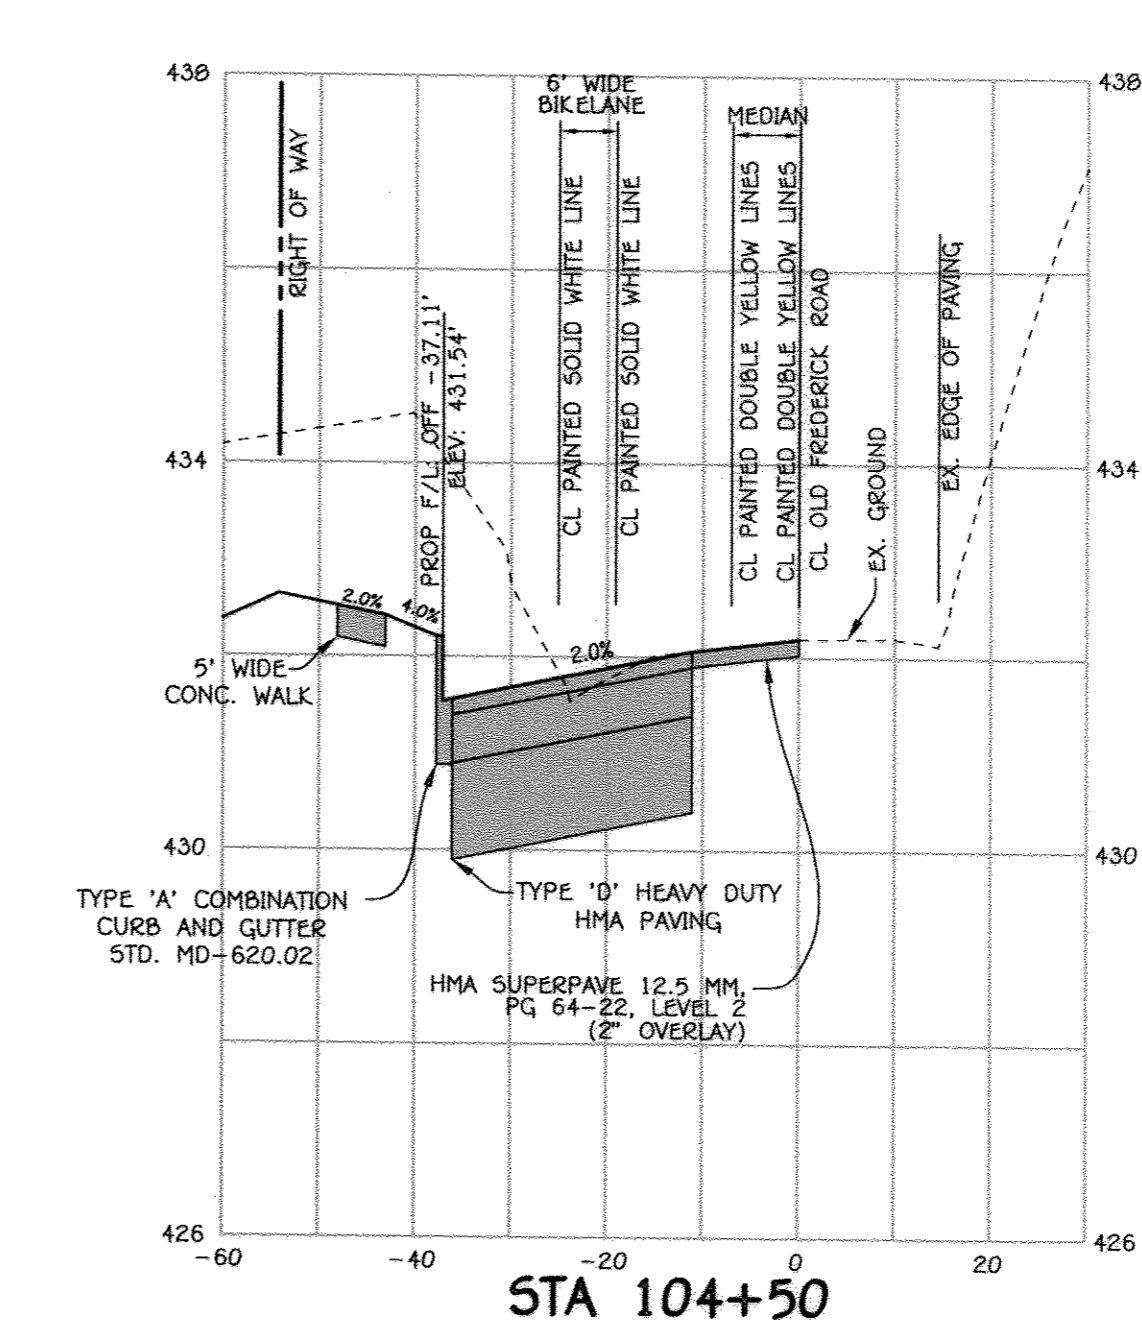 438
438
6' WIDE
BIKELANE
MEDIAN
RIGHT OF WAY
PROP F/L: OFF -37.11'
ELEV: 431.54'
CL PAINTED SOLID WHITE LINE
CL PAINTED SOLID WHITE LINE
CL PAINTED DOUBLE YELLOW LINES
CL PAINTED DOUBLE YELLOW LINES
CL OLD FREDERICK ROAD
EX. GROUND
EX. EDGE OF PAVING
434
434
2.0%
4.0%
2.0%
5' WIDE
CONC. WALK
430
430
TYPE 'A' COMBINATION
CURB AND GUTTER
STD. MD-620.02
TYPE 'D' HEAVY DUTY
HMA PAVING
HMA SUPERPAVE 12.5 MM,
PG 64-22, LEVEL 2
(2" OVERLAY)
426
426
-60
-40
-20
0
20
STA 104+50